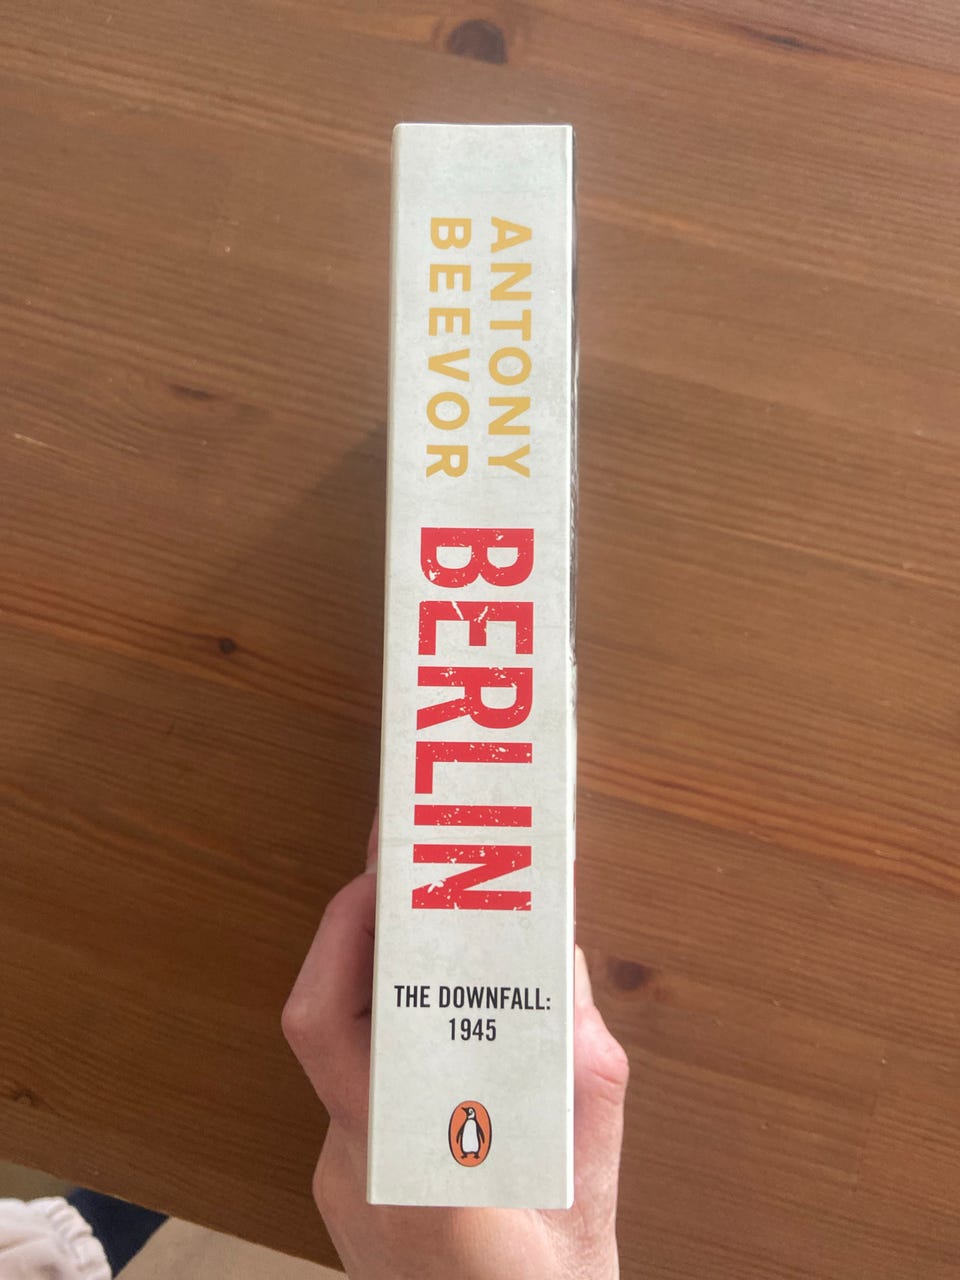 ANTONY
BEEVOR
BERLIN
THE DOWNFALL:
1945